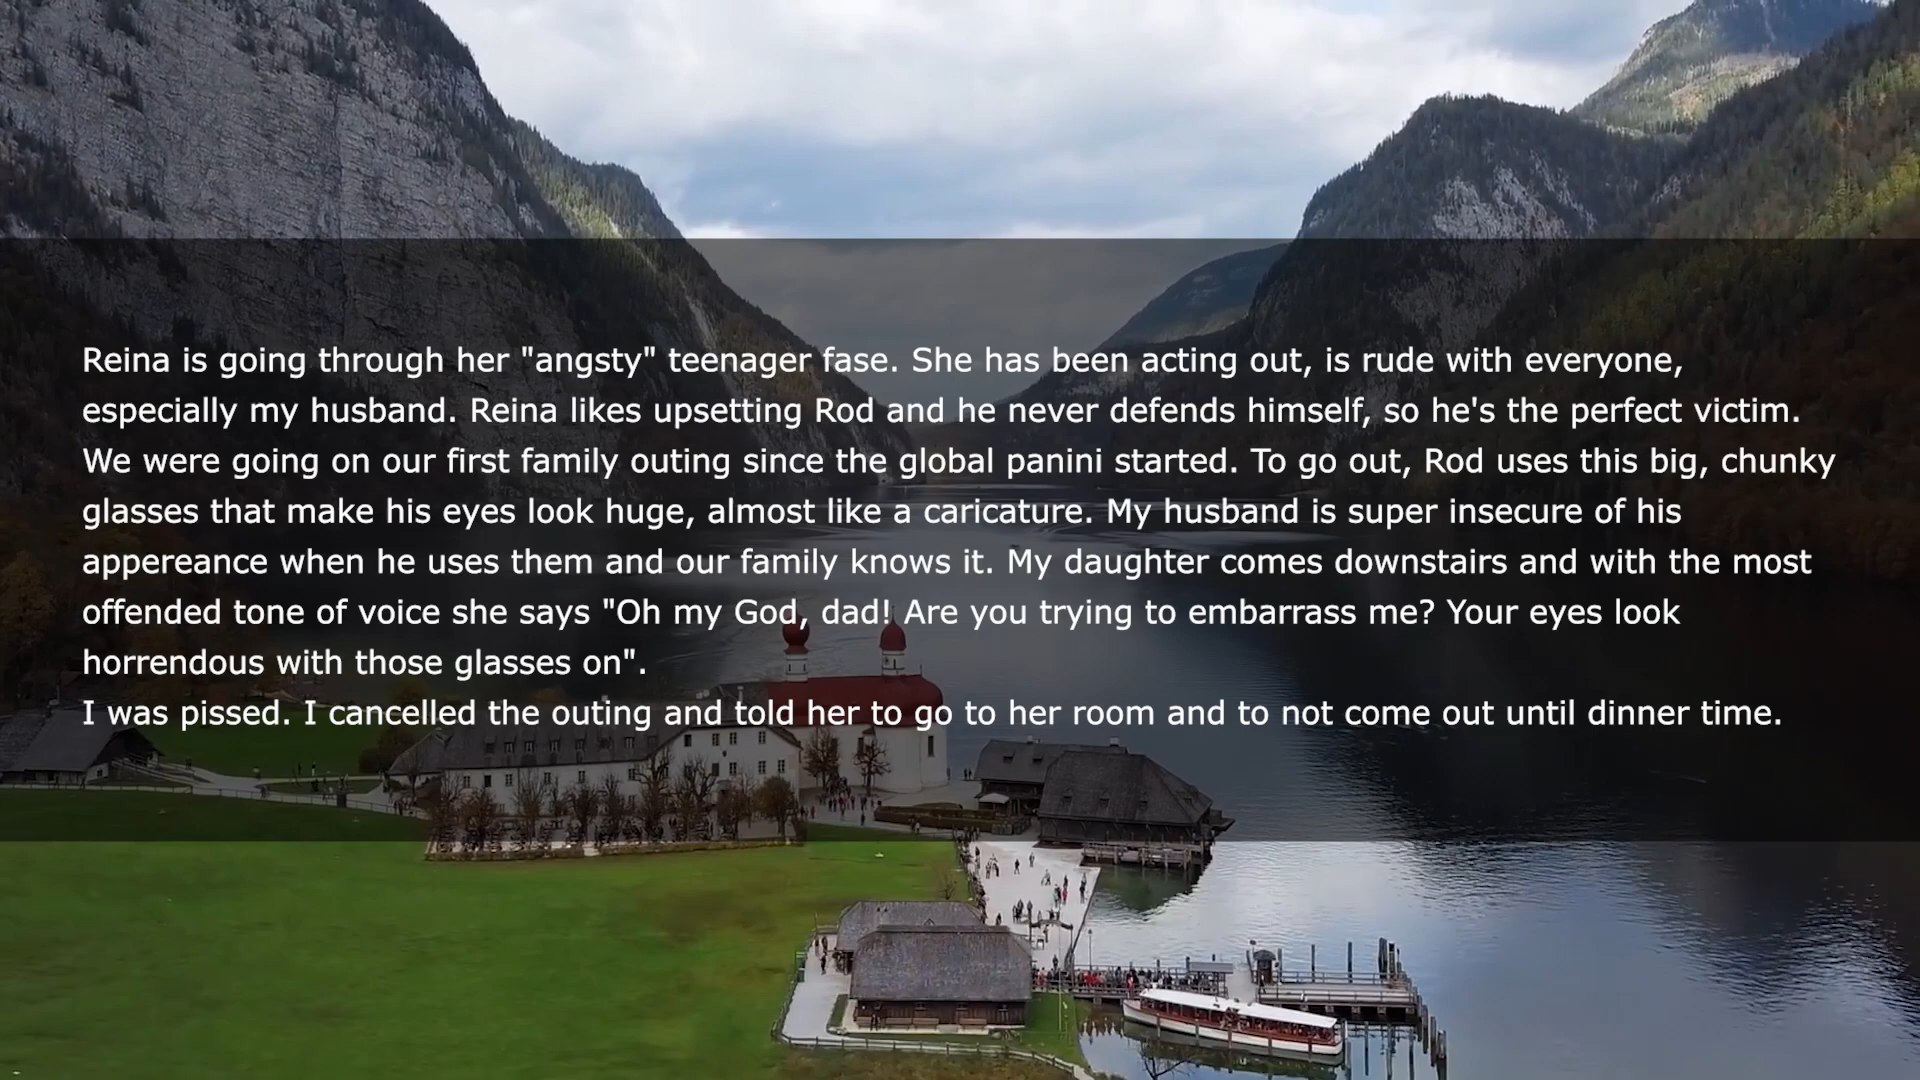 Reina is going through her "angsty" teenager fase. She has been acting out, is rude with everyone,
especially my husband. Reina likes upsetting Rod and he never defends himself, so he's the perfect victim.
We were going on our first family outing since the global panini started. To go out, Rod uses this big, chunky
glasses that make his eyes look huge, almost like a caricature. My husband is super insecure of his
appereance when he uses them and our family knows it. My daughter comes downstairs and with the most
offended tone of voice she says "Oh my God, dad! Are you trying to embarrass me? Your eyes look
horrendous with those glasses on".
I was pissed. I cancelled the outing and told her to go to her room and to not come out until dinner time.